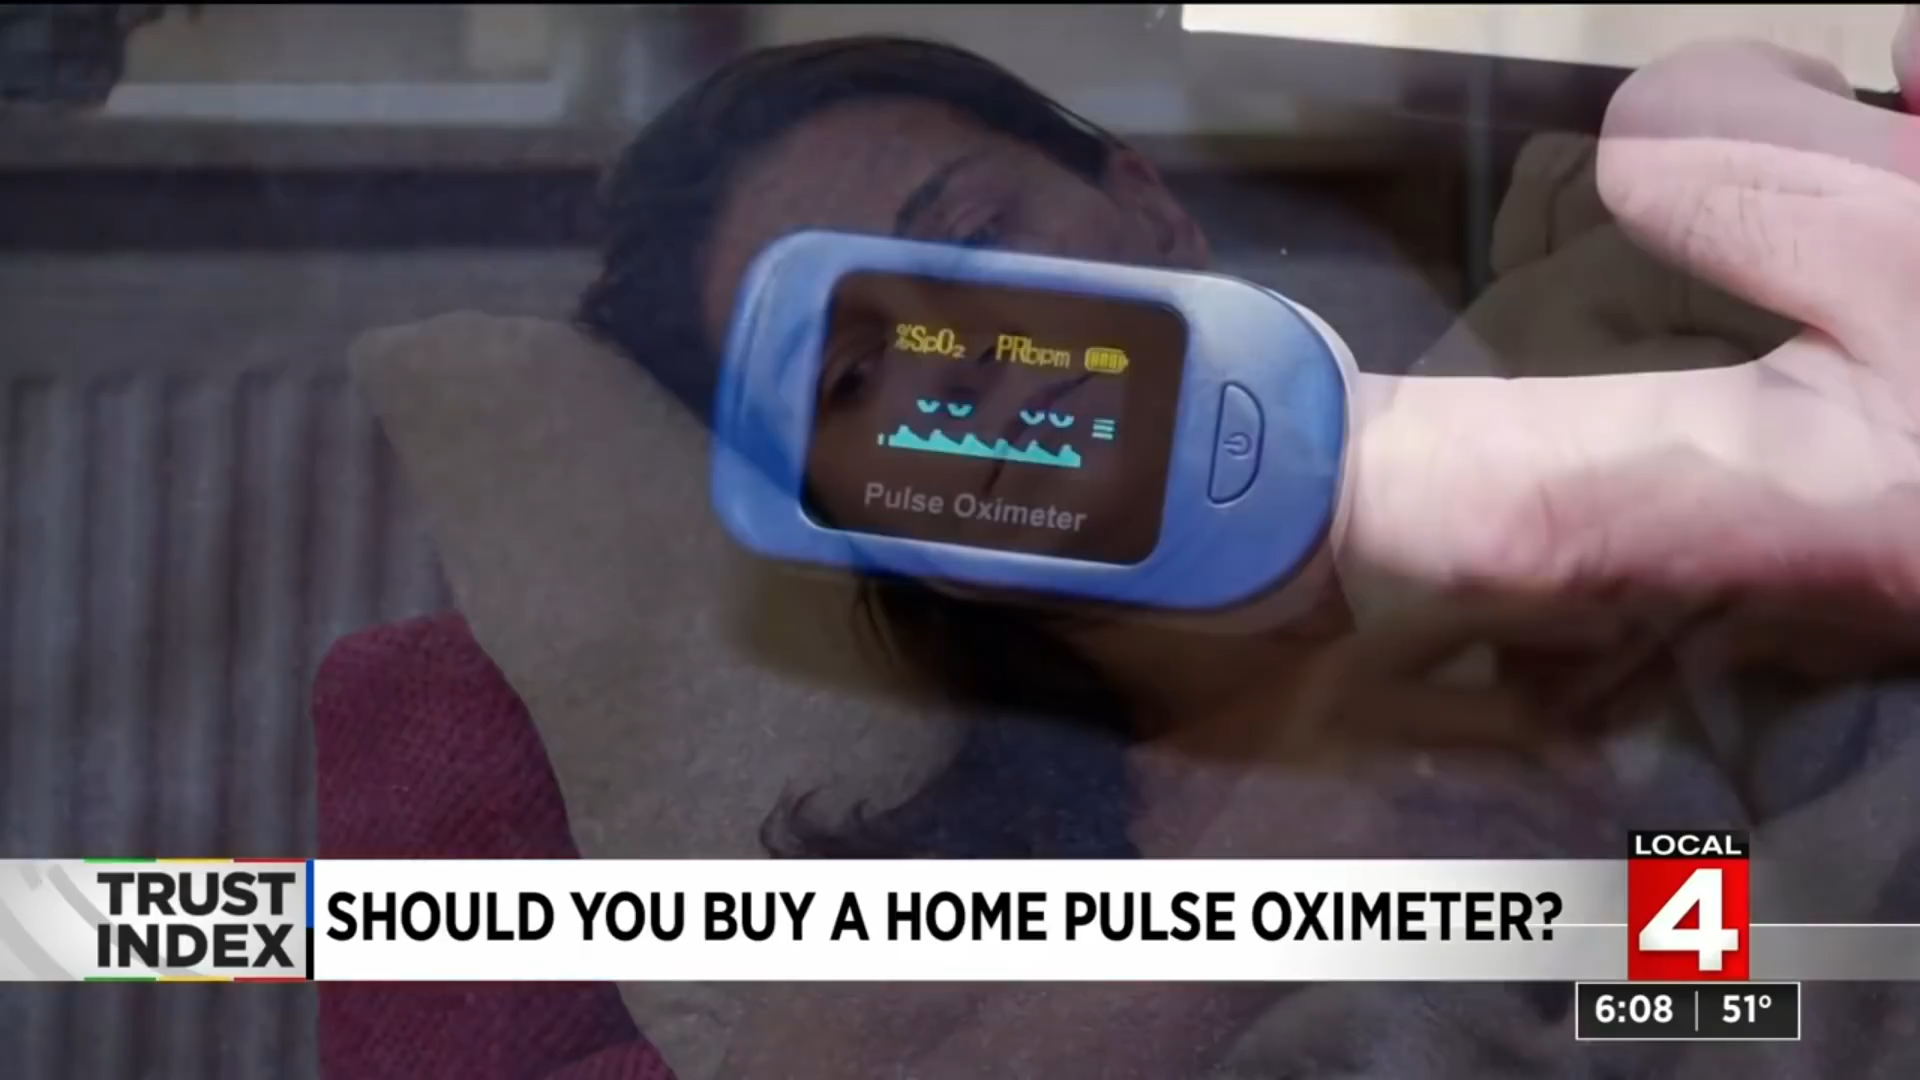 %SpO₂ PRbpm
Pulse Oximeter
LOCAL
4
TRUST
INDEX
SHOULD YOU BUY A HOME PULSE OXIMETER?
6:08 51°